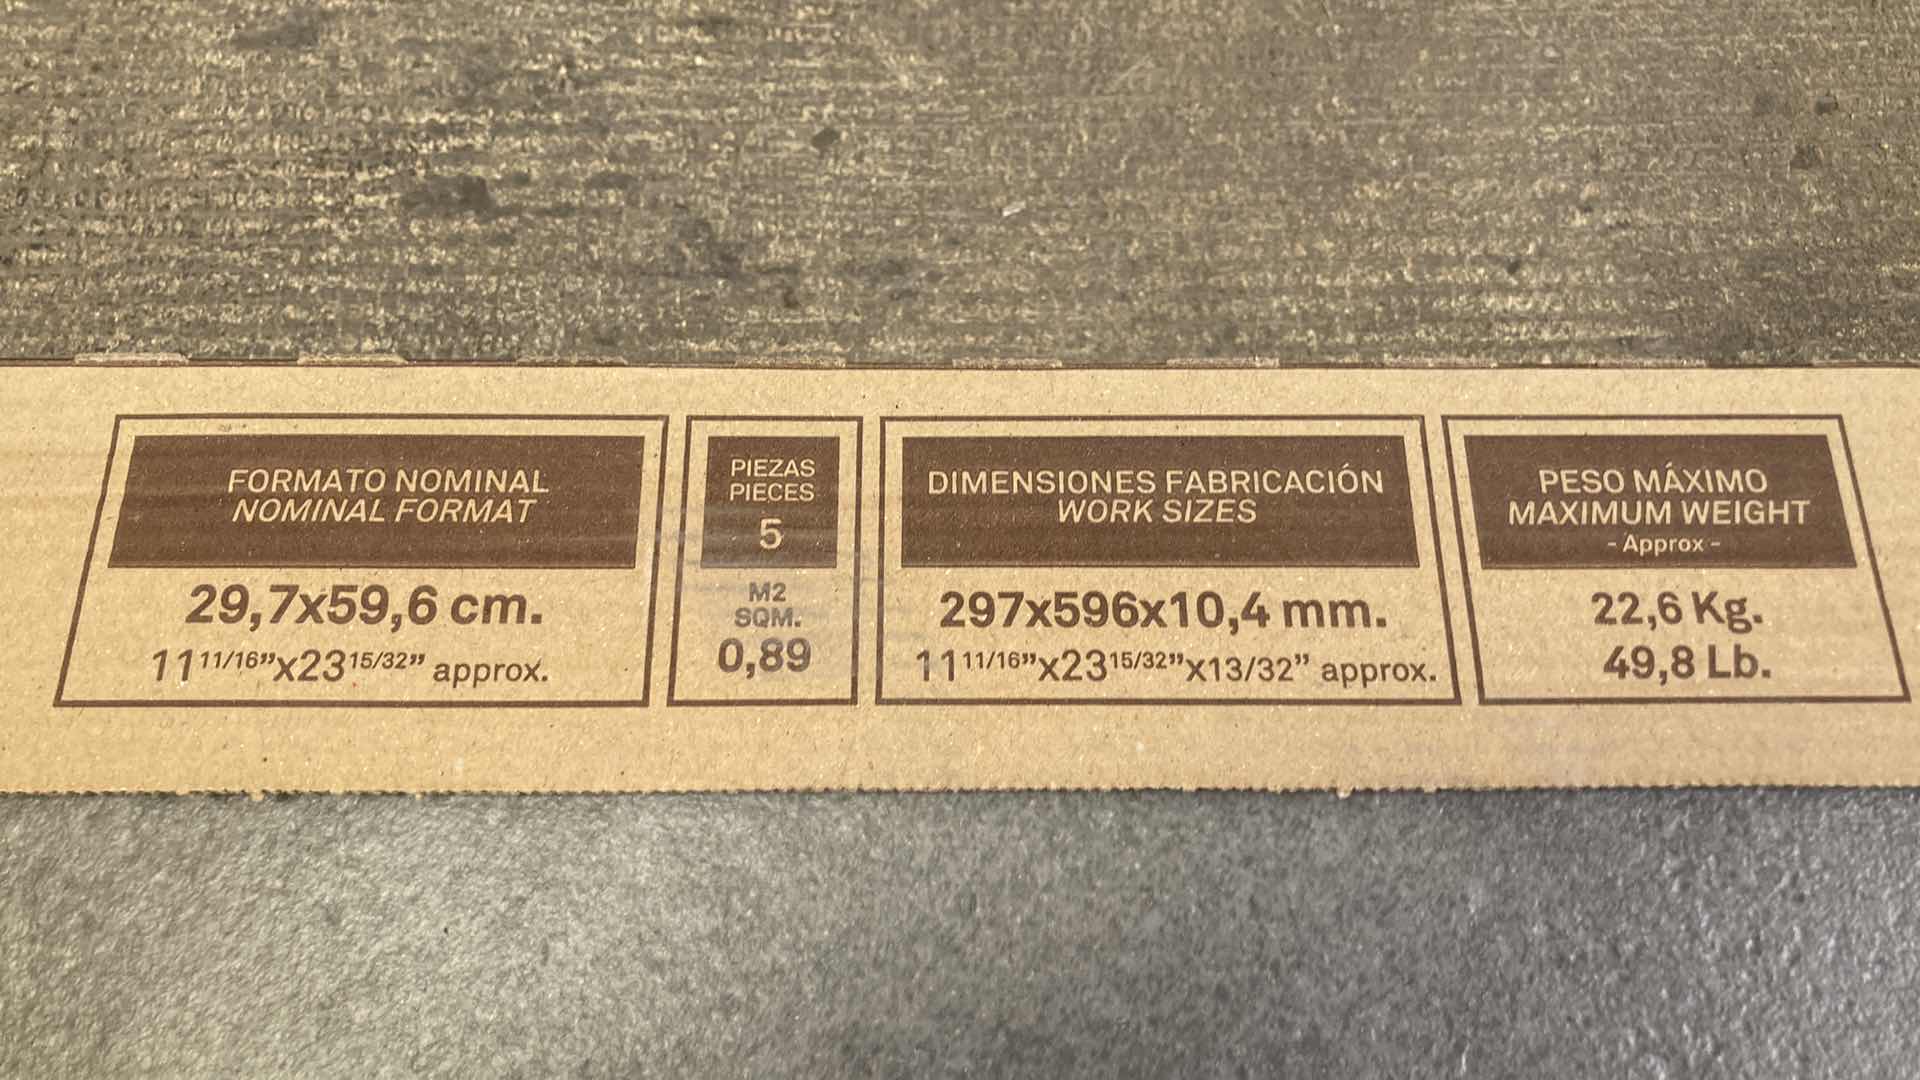 FORMATO NOMINAL
NOMINAL FORMAT
29,7x59,6 cm.
11 11/16”x23 15/32” approx.
PIEZAS
PIECES
5
M2
SQM.
0,89
DIMENSIONES FABRICACIÓN
WORK SIZES
297x596x10,4 mm.
11 11/16”x23 15/32”x13/32” approx.
PESO MÁXIMO
MAXIMUM WEIGHT
- Approx -
22,6 Kg.
49,8 Lb.